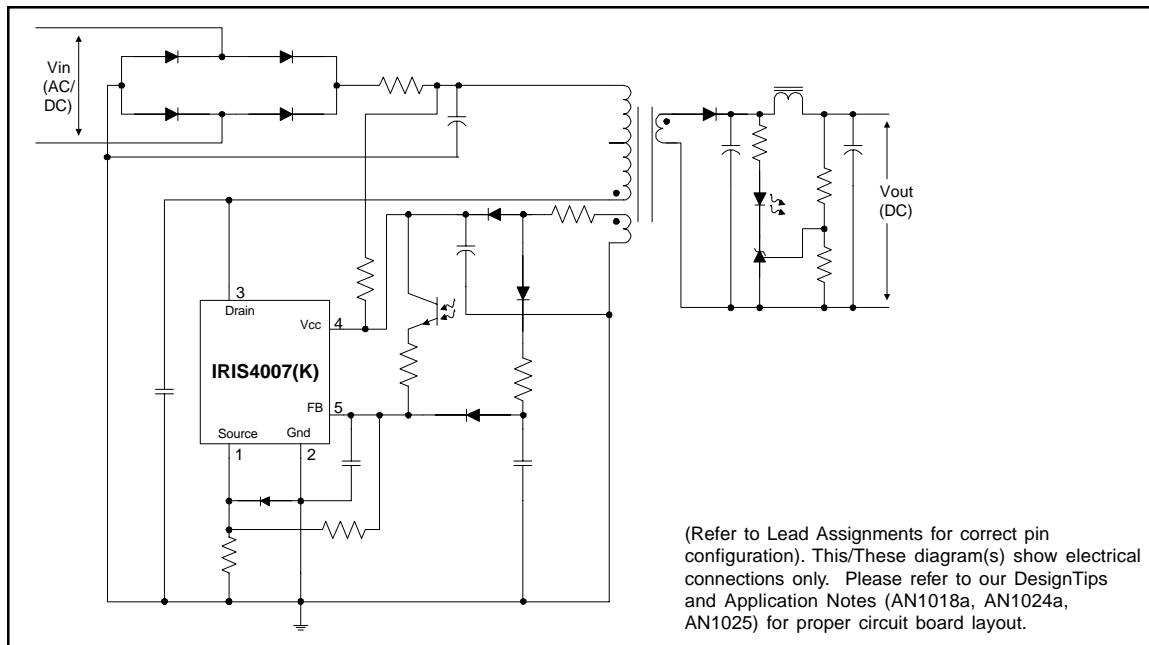 Vin
(AC/
DC)
Vout
(DC)
3
Drain
Vcc 4
IRIS4007(K)
FB 5
Source Gnd
1 2
(Refer to Lead Assignments for correct pin
configuration). This/These diagram(s) show electrical
connections only. Please refer to our DesignTips
and Application Notes (AN1018a, AN1024a,
AN1025) for proper circuit board layout.